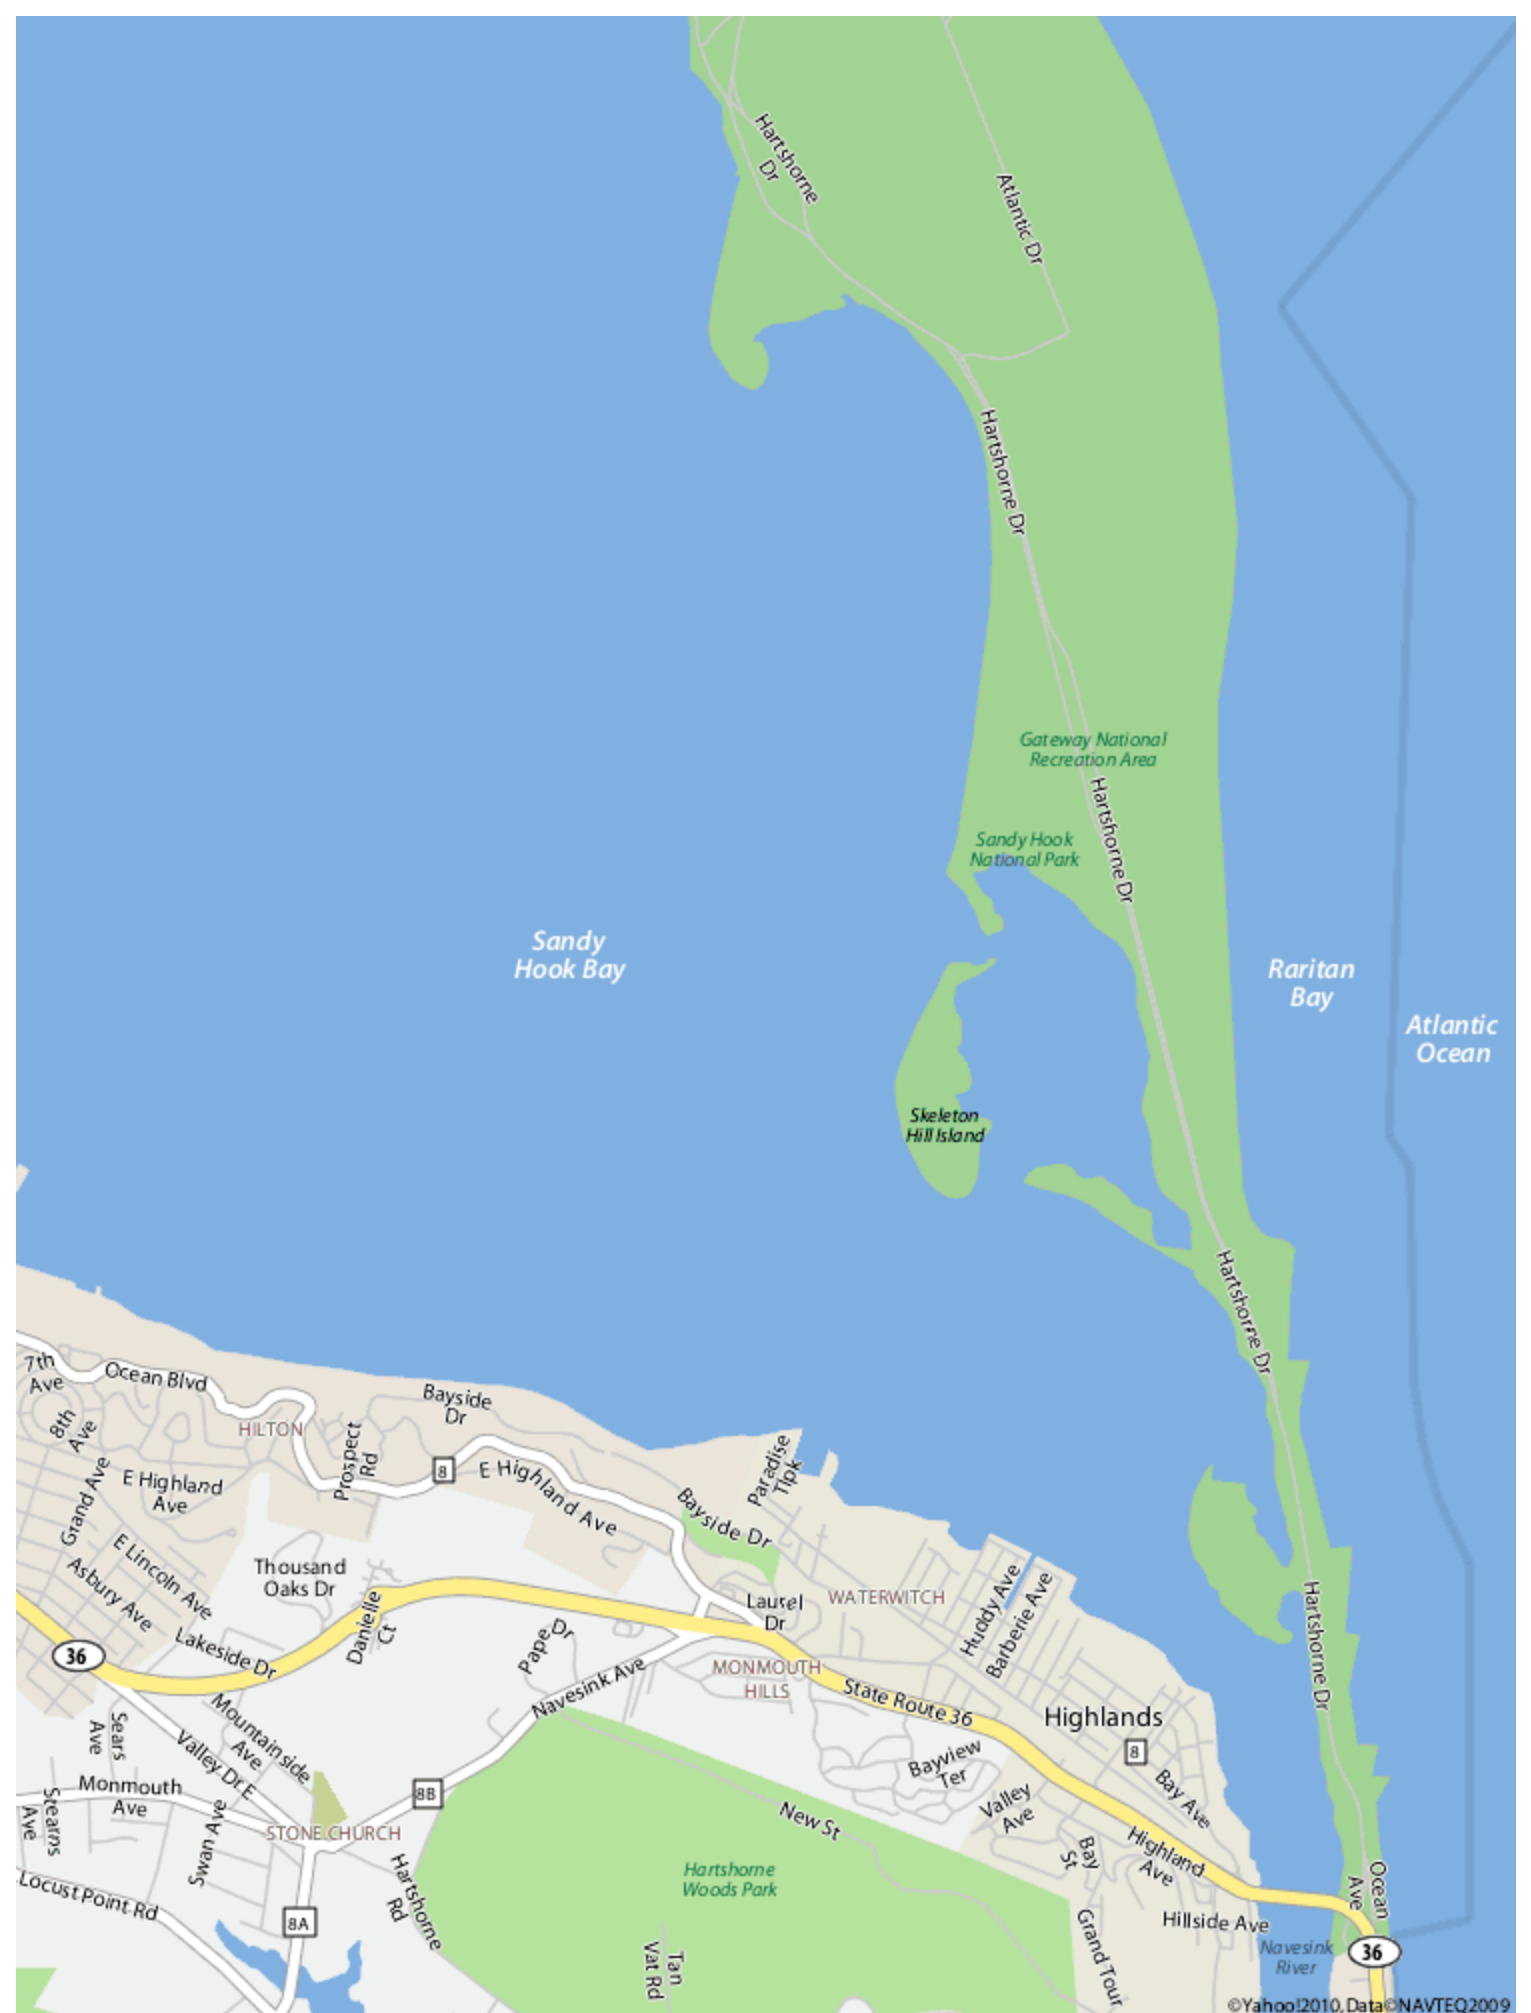 Hartshorne
Dr
Atlantic Dr
Hartshorne Dr
Gateway National
Recreation Area
Hartshorne Dr
Sandy Hook
National Park
Sandy
Hook Bay
Raritan
Bay
Atlantic
Ocean
Skeleton
Hill Island
Hartshorne Dr
7th
Ave
Ocean Blvd
Bayside
Dr
8th
Ave
HILTON
Prospect
Rd
8
E Highland Ave
Paradise
Tlpk
Grand Ave
E Highland
Ave
Bayside Dr
E Lincoln Ave
Asbury Ave
Thousand
Oaks Dr
Danielle
Ct
Laurel
Dr
WATERWITCH
Huddy Ave
Barberie Ave
Hartshorne Dr
36
Lakeside Dr
Pape Dr
Navesink Ave
MONMOUTH
HILLS
State Route 36
Highlands
8
Sears
Ave
Mountainside
Ave
Valley Dr E
Bayview
Ter
Bay Ave
Monmouth
Ave
8B
Stearns
Ave
Swan Ave
STONE CHURCH
New St
Valley
Ave
Highland
Ave
Bay
St
Hartshorne
Woods Park
Hartshorne
Rd
Locust Point Rd
8A
Ocean
Ave
Hillside Ave
Grand Tour
Navesink
River
36
Tan
Vat Rd
©Yahoo!2010, Data©NAVTEQ2009